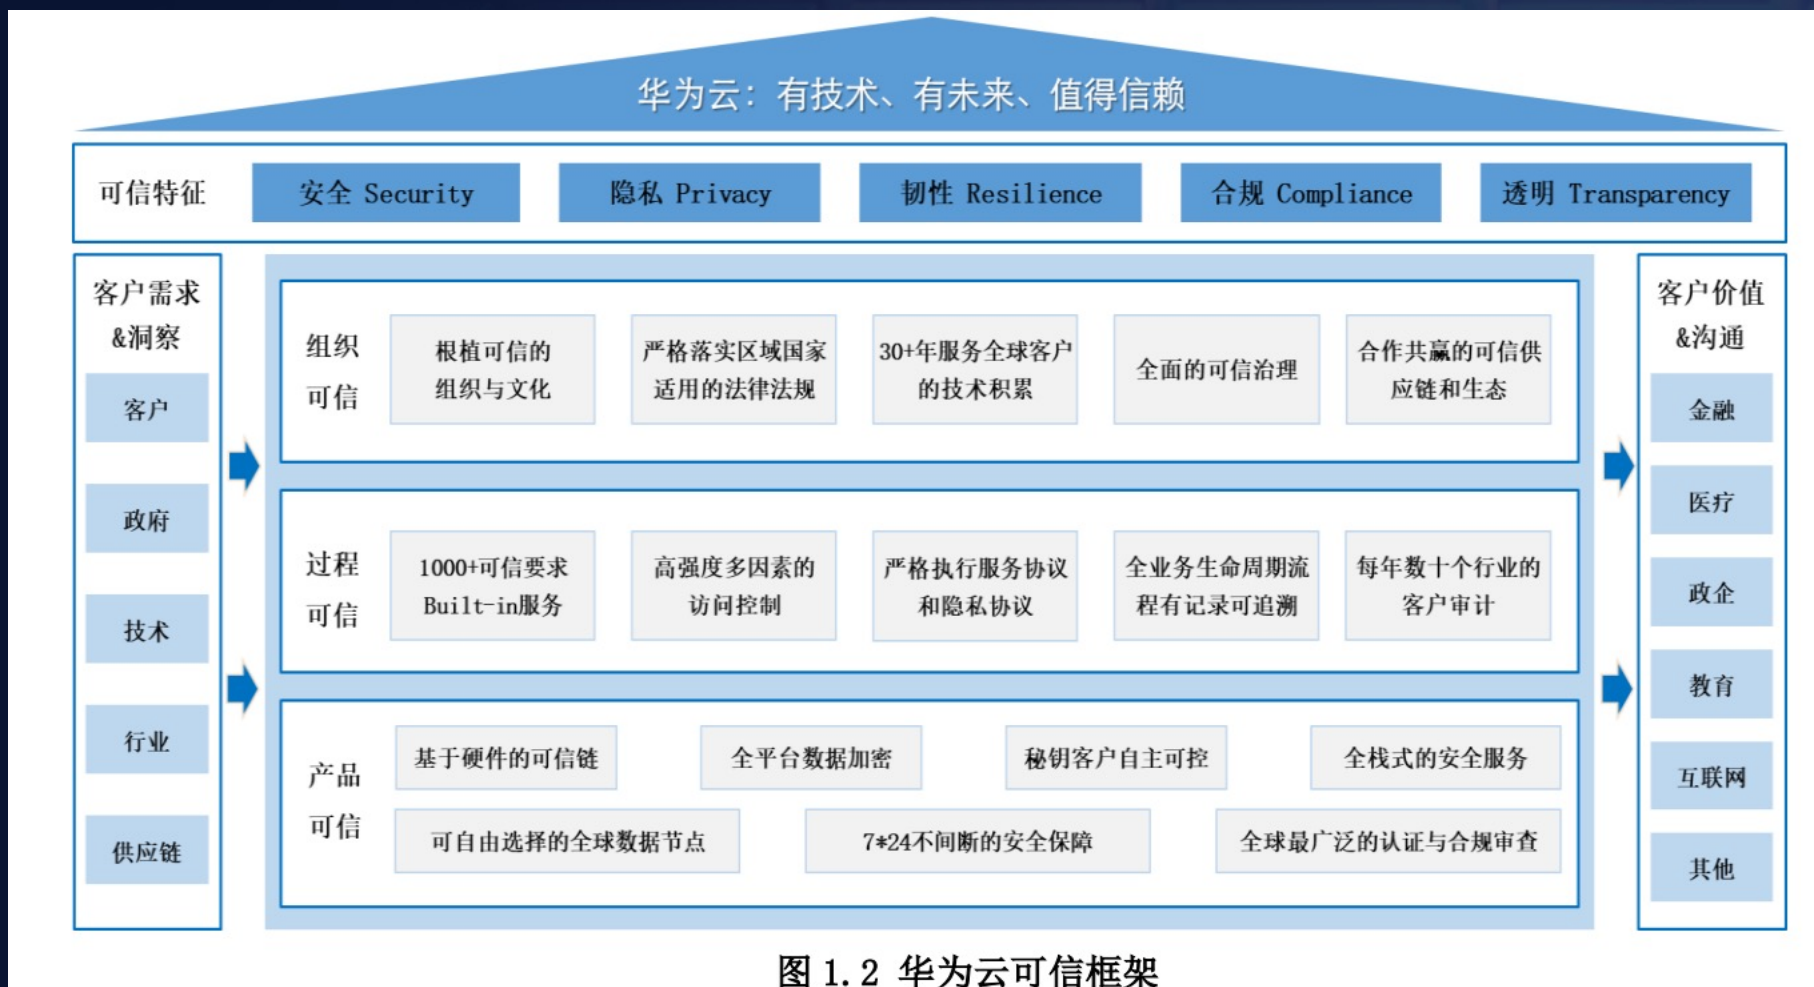 华为云：有技术、有未来、值得信赖
可信特征
安全 Security
隐私 Privacy
韧性 Resilience
合规 Compliance
透明 Transparency
客户需求
&洞察
客户
政府
技术
行业
供应链
组织
可信
根植可信的
组织与文化
严格落实区域国家
适用的法律法规
30+年服务全球客户
的技术积累
全面的可信治理
合作共赢的可信供
应链和生态
过程
可信
1000+可信要求
Built-in服务
高强度多因素的
访问控制
严格执行服务协议
和隐私协议
全业务生命周期流
程有记录可追溯
每年数十个行业的
客户审计
产品
可信
基于硬件的可信链
全平台数据加密
秘钥客户自主可控
全栈式的安全服务
可自由选择的全球数据节点
7*24不间断的安全保障
全球最广泛的认证与合规审查
客户价值
&沟通
金融
医疗
政企
教育
互联网
其他
图 1.2 华为云可信框架